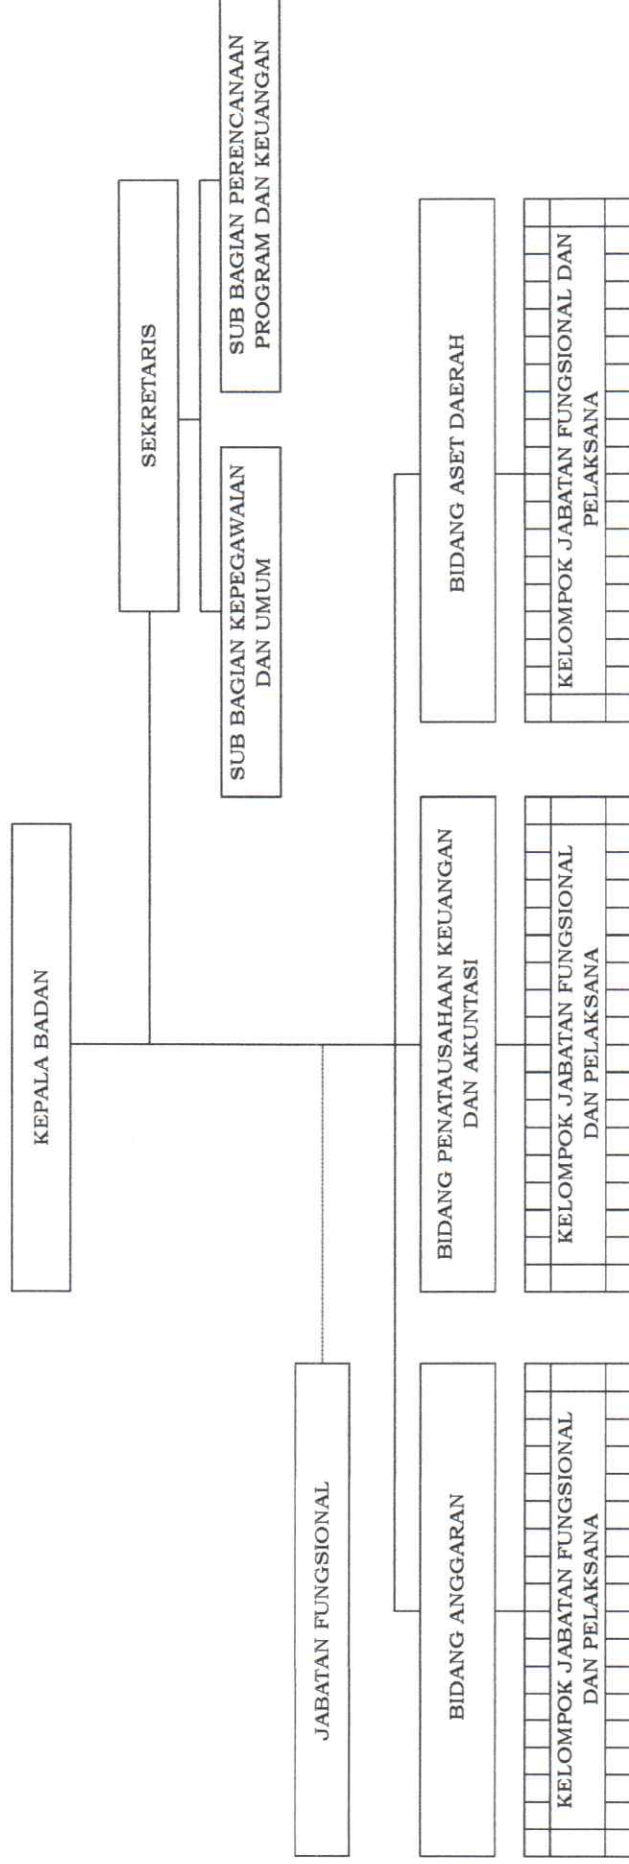 KEPALA BADAN
SEKRETARIS
SUB BAGIAN KEPEGAWAIAN
DAN UMUM
SUB BAGIAN PERENCANAAN
PROGRAM DAN KEUANGAN
JABATAN FUNGSIONAL
BIDANG ANGGARAN
BIDANG PENATAUSAHAAN KEUANGAN
DAN AKUNTASI
BIDANG ASET DAERAH
KELOMPOK JABATAN FUNGSIONAL
DAN PELAKSANA
KELOMPOK JABATAN FUNGSIONAL
DAN PELAKSANA
KELOMPOK JABATAN FUNGSIONAL DAN
PELAKSANA